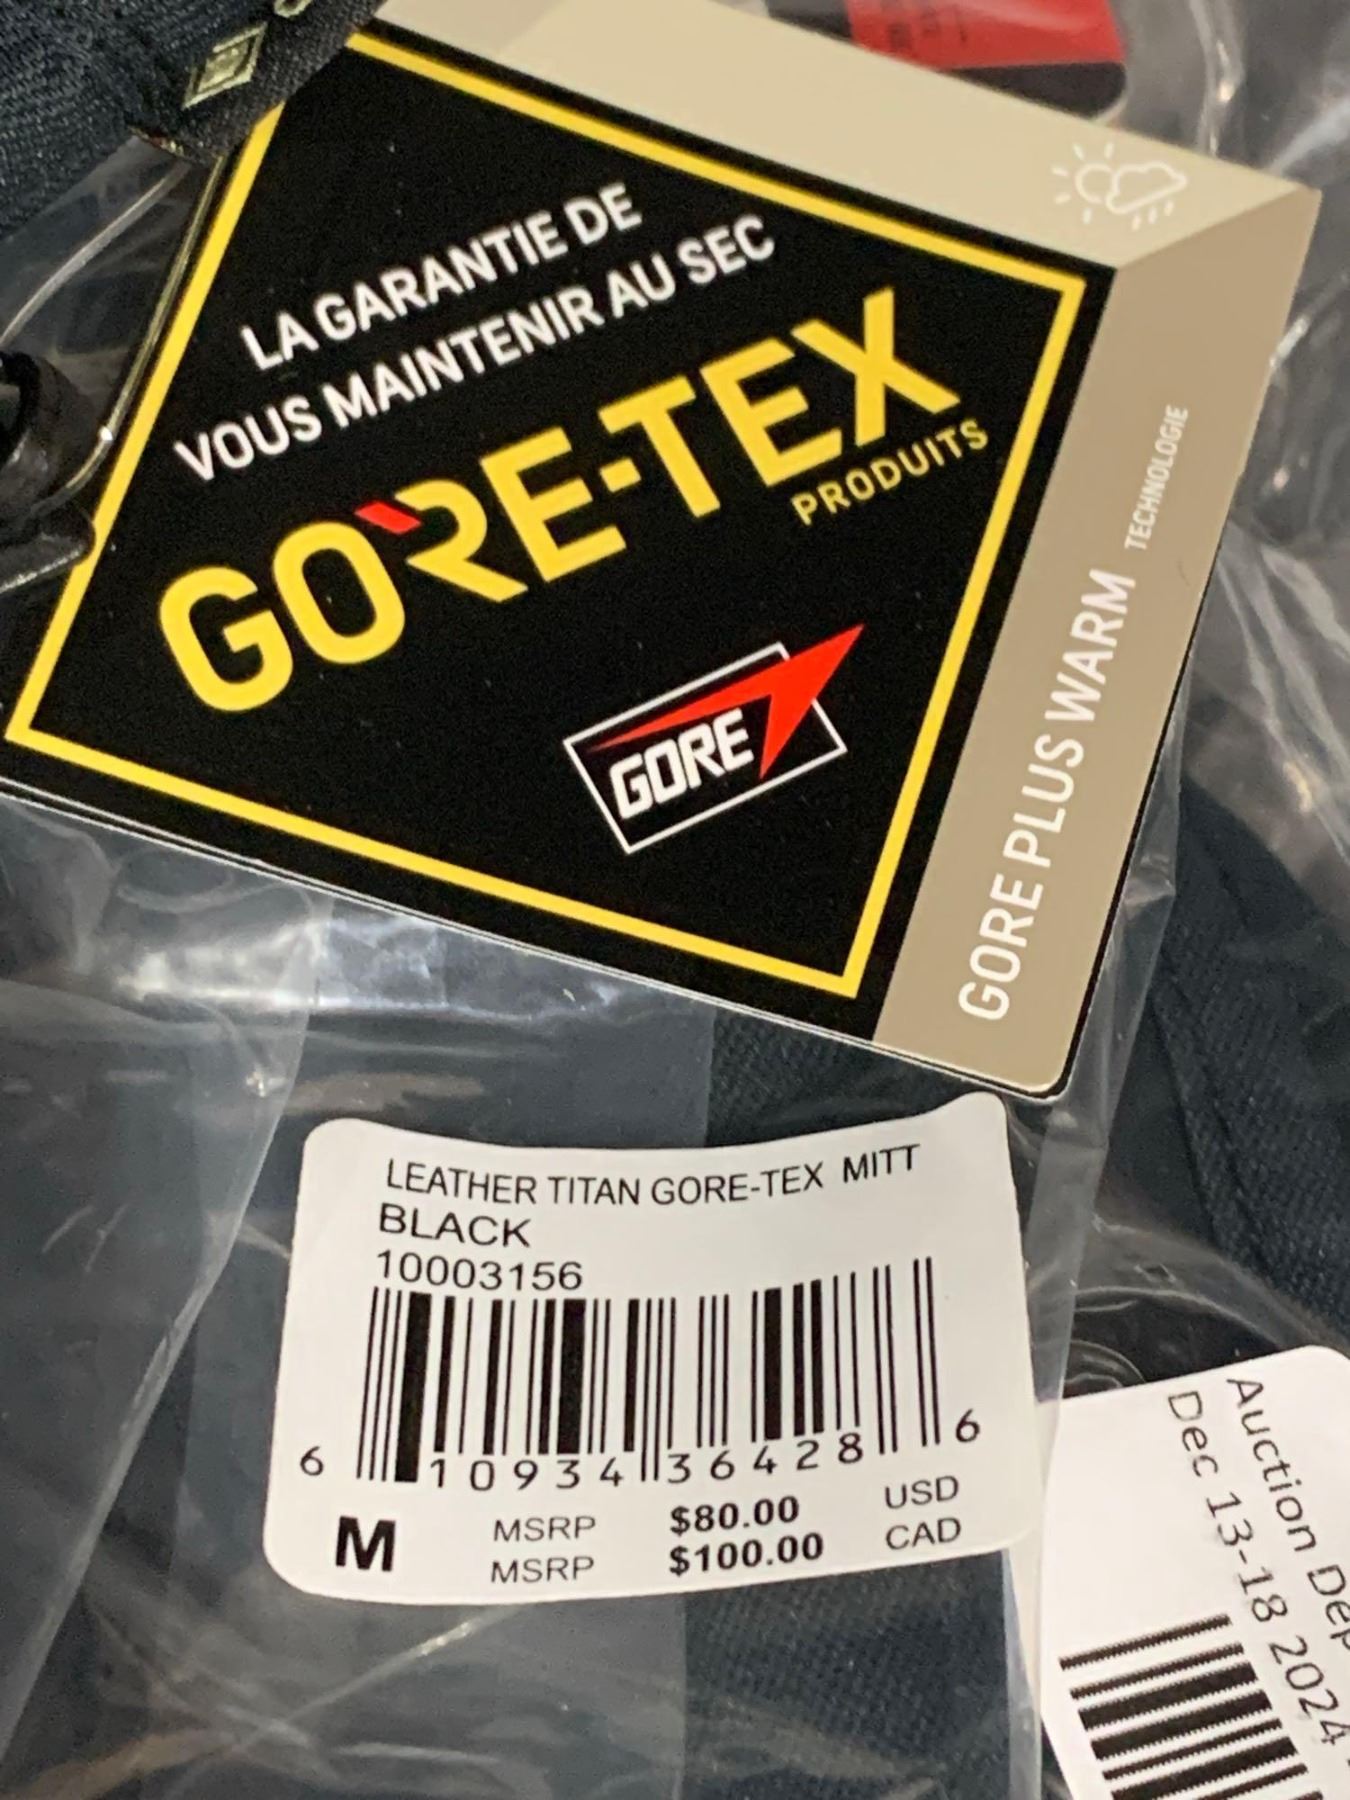 LA GARANTIE DE
VOUS MAINTENIR AU SEC
GORE-TEX
PRODUITS
GORE
GORE PLUS WARM TECHNOLOGIE
LEATHER TITAN GORE-TEX MITT
BLACK
10003156
6 10934 36428 6
M MSRP $80.00 USD
MSRP $100.00 CAD
Auction
Dec 13-18 2024